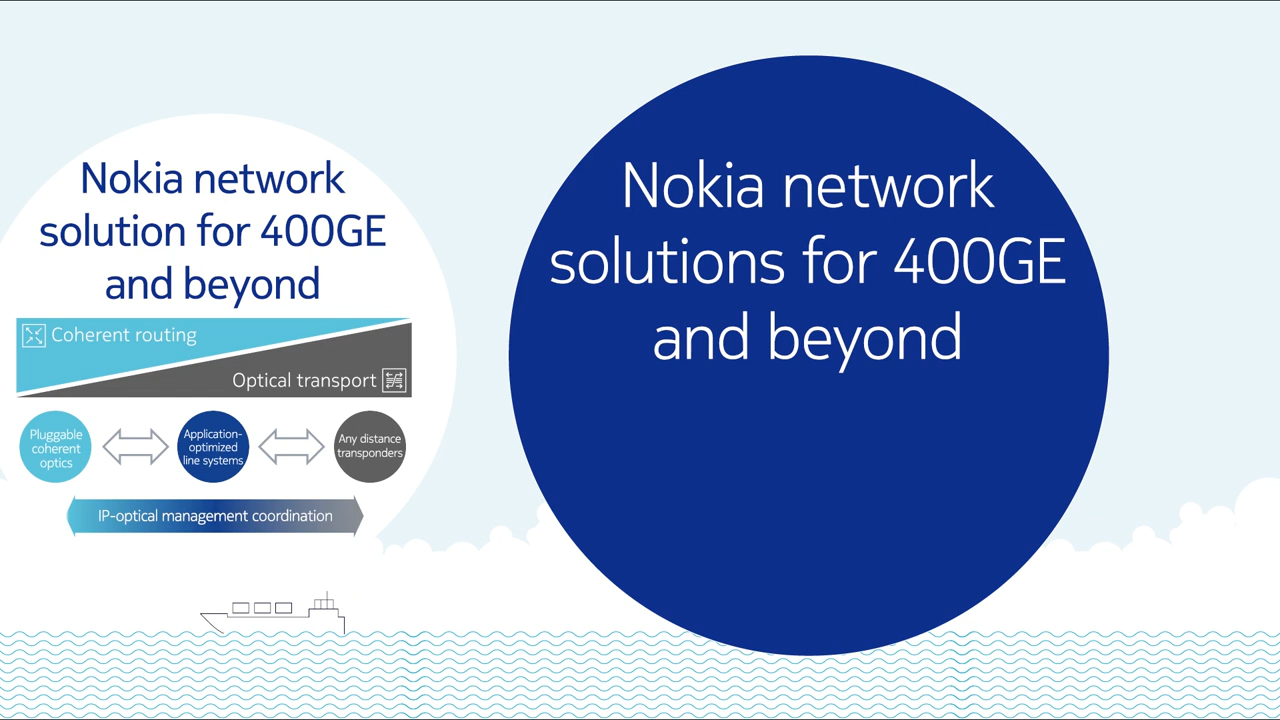 Nokia network
solution for 400GE
and beyond
Coherent routing
Optical transport
Pluggable
coherent
optics
Application-
optimized
line systems
Any distance
transponders
IP-optical management coordination
Nokia network
solutions for 400GE
and beyond